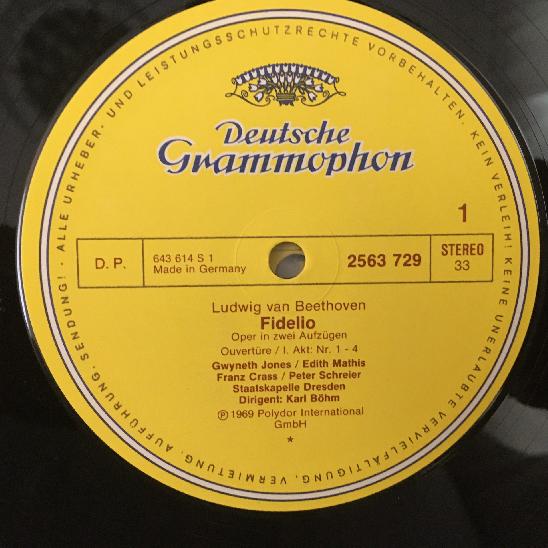 ALLE URHEBER- UND LEISTUNGSSCHUTZRECHTE VORBEHALTEN. KEIN VERLEIH! KEINE UNERLAUBTE VERVIELFÄLTIGUNG, VERMIETUNG, AUFFÜHRUNG, SENDUNG!
Deutsche
Grammophon
1
D. P.
643 614 S 1
Made in Germany
2563 729
STEREO
33
Ludwig van Beethoven
Fidelio
Oper in zwei Aufzügen
Ouvertüre / I. Akt: Nr. 1 - 4
Gwyneth Jones / Edith Mathis
Franz Crass / Peter Schreier
Staatskapelle Dresden
Dirigent: Karl Böhm
Ⓟ 1969 Polydor International
GmbH
*